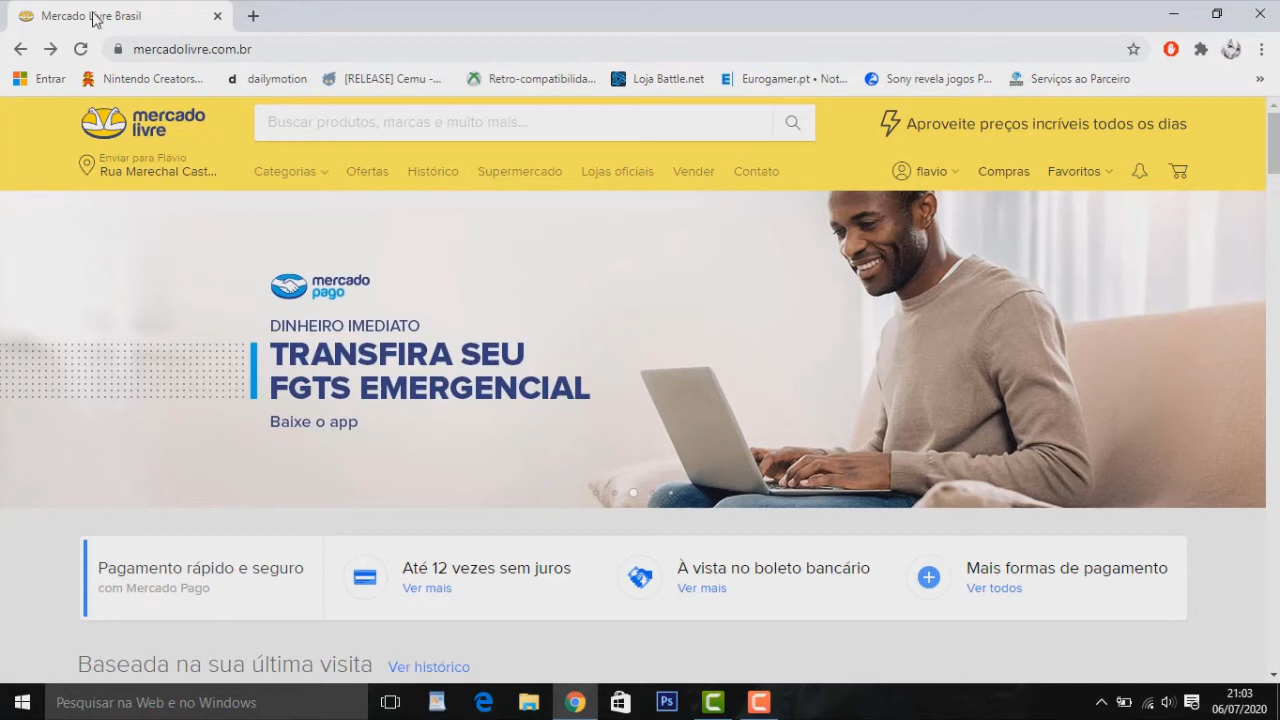 Mercado Livre Brasil
mercadolivre.com.br
Entrar
Nintendo Creators...
d
dailymotion
[RELEASE] Cemu -...
Retro-compatibilida...
Loja Battle.net
E
Eurogamer.pt • Not...
Sony revela jogos P...
Serviços ao Parceiro
»
mercado
livre
Buscar produtos, marcas e muito mais...
Aproveite preços incríveis todos os dias
Enviar para Flávio
Rua Marechal Cast...
Categorias
Ofertas
Histórico
Supermercado
Lojas oficiais
Vender
Contato
flavio
Compras
Favoritos
mercado
pago
DINHEIRO IMEDIATO
TRANSFIRA SEU
FGTS EMERGENCIAL
Baixe o app
Pagamento rápido e seguro
com Mercado Pago
Até 12 vezes sem juros
Ver mais
À vista no boleto bancário
Ver mais
Mais formas de pagamento
Ver todos
Baseada na sua última visita
Ver histórico
Pesquisar na Web e no Windows
Ps
21:03
06/07/2020